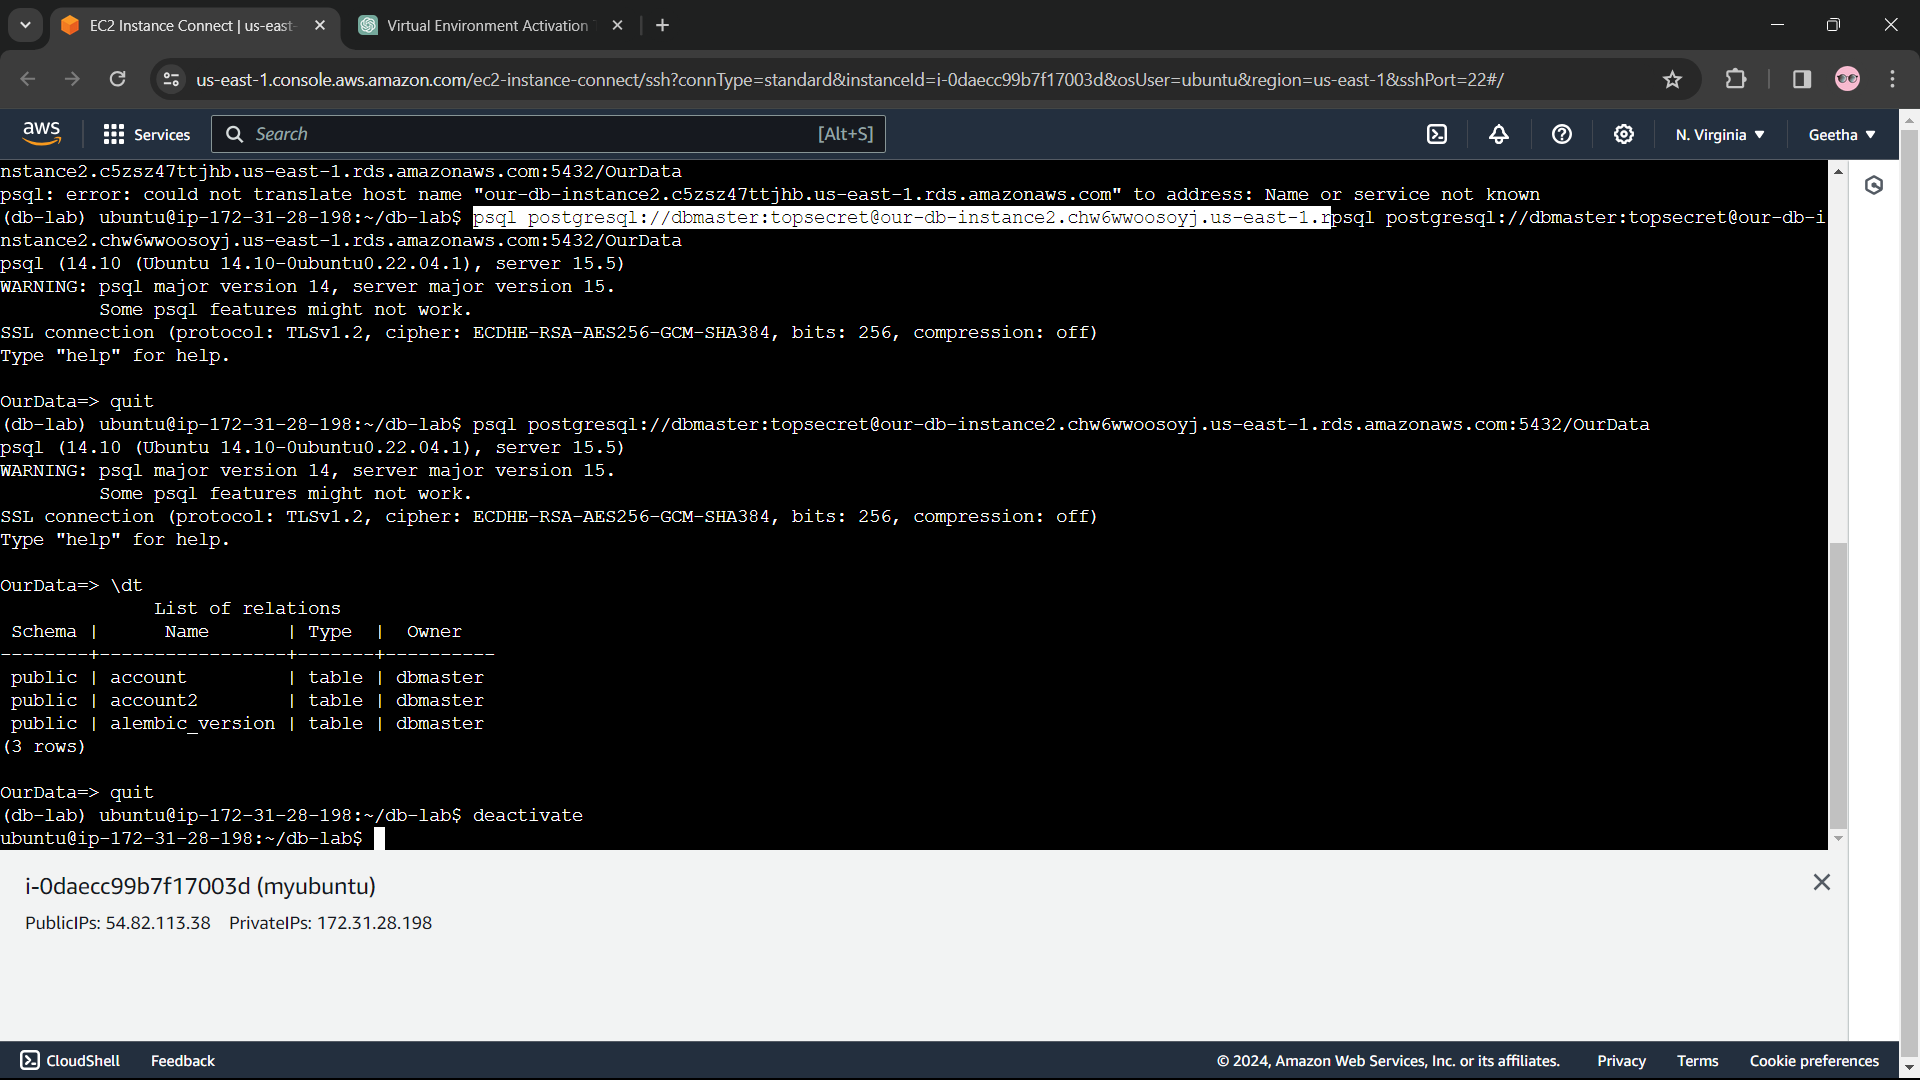 EC2 Instance Connect | us-east-
Virtual Environment Activation
us-east-1.console.aws.amazon.com/ec2-instance-connect/ssh?connType=standard&instanceId=i-0daecc99b7f17003d&osUser=ubuntu&region=us-east-1&sshPort=22#/
aws Services Search [Alt+S] N. Virginia Geetha
nstance2.c5zsz47ttjhb.us-east-1.rds.amazonaws.com:5432/OurData
psql: error: could not translate host name "our-db-instance2.c5zsz47ttjhb.us-east-1.rds.amazonaws.com" to address: Name or service not known
(db-lab) ubuntu@ip-172-31-28-198:~/db-lab$ psql postgresql://dbmaster:topsecret@our-db-instance2.chw6wwoosoyj.us-east-1.rpsql postgresql://dbmaster:topsecret@our-db-i
nstance2.chw6wwoosoyj.us-east-1.rds.amazonaws.com:5432/OurData
psql (14.10 (Ubuntu 14.10-0ubuntu0.22.04.1), server 15.5)
WARNING: psql major version 14, server major version 15.
Some psql features might not work.
SSL connection (protocol: TLSv1.2, cipher: ECDHE-RSA-AES256-GCM-SHA384, bits: 256, compression: off)
Type "help" for help.
OurData=> quit
(db-lab) ubuntu@ip-172-31-28-198:~/db-lab$ psql postgresql://dbmaster:topsecret@our-db-instance2.chw6wwoosoyj.us-east-1.rds.amazonaws.com:5432/OurData
psql (14.10 (Ubuntu 14.10-0ubuntu0.22.04.1), server 15.5)
WARNING: psql major version 14, server major version 15.
Some psql features might not work.
SSL connection (protocol: TLSv1.2, cipher: ECDHE-RSA-AES256-GCM-SHA384, bits: 256, compression: off)
Type "help" for help.
OurData=> \dt
List of relations
Schema | Name | Type | Owner
--------+-----------------+-------+----------
public | account | table | dbmaster
public | account2 | table | dbmaster
public | alembic_version | table | dbmaster
(3 rows)
OurData=> quit
(db-lab) ubuntu@ip-172-31-28-198:~/db-lab$ deactivate
ubuntu@ip-172-31-28-198:~/db-lab$
i-0daecc99b7f17003d (myubuntu)
PublicIPs: 54.82.113.38 PrivateIPs: 172.31.28.198
CloudShell Feedback © 2024, Amazon Web Services, Inc. or its affiliates. Privacy Terms Cookie preferences